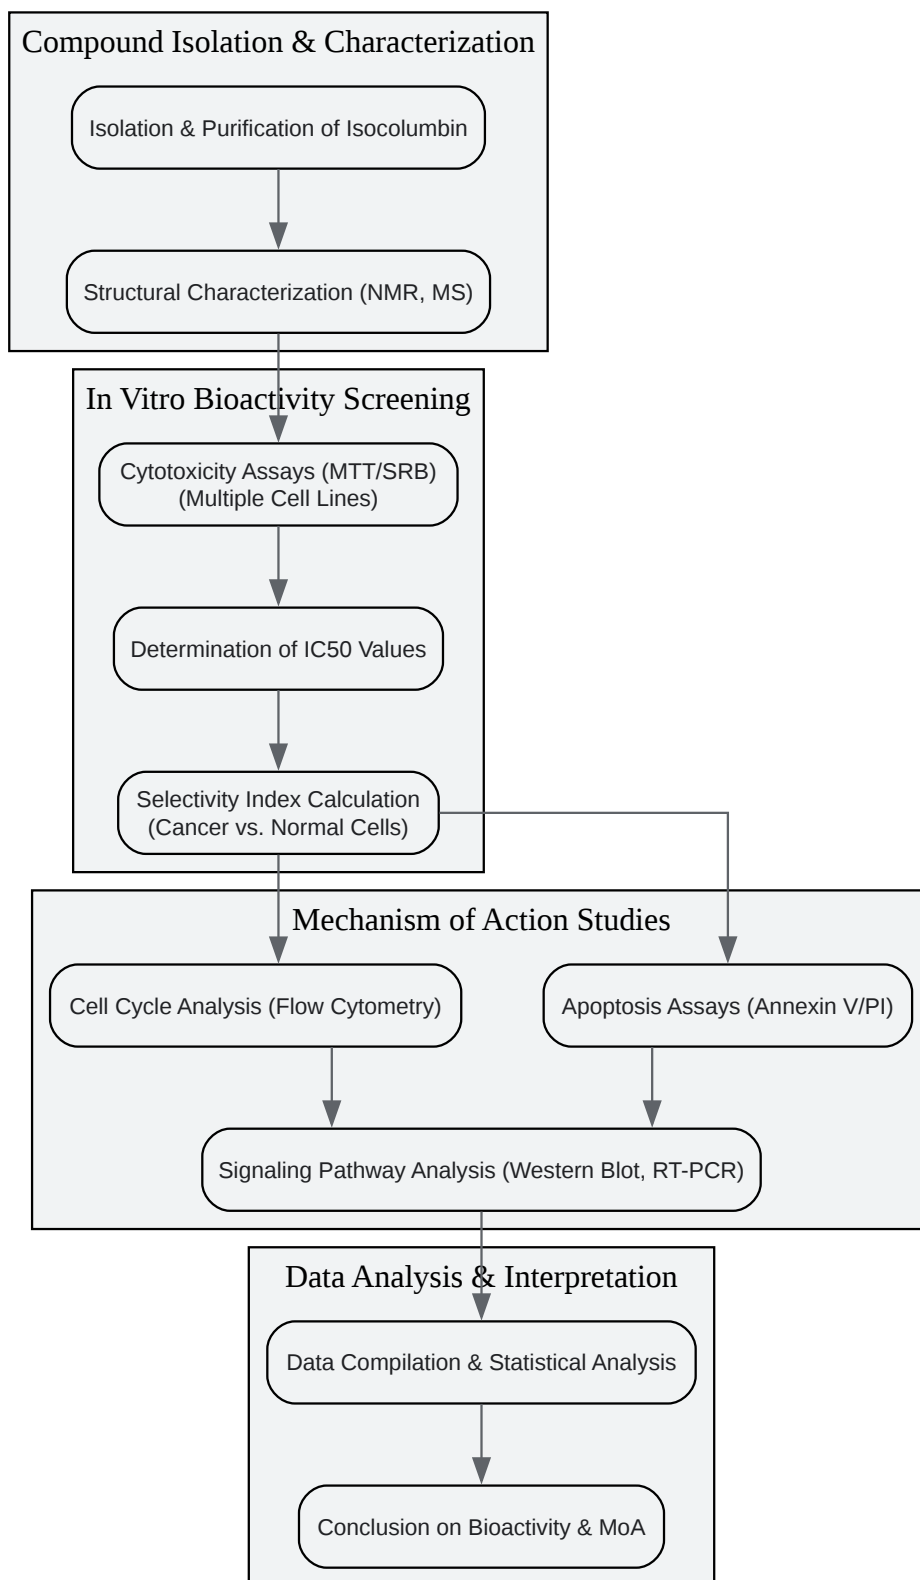 Compound Isolation & Characterization
Isolation & Purification of Isocolumbin
Structural Characterization (NMR, MS)
In Vitro Bioactivity Screening
Cytotoxicity Assays (MTT/SRB)
(Multiple Cell Lines)
Determination of IC50 Values
Selectivity Index Calculation
(Cancer vs. Normal Cells)
Mechanism of Action Studies
Cell Cycle Analysis (Flow Cytometry)
Apoptosis Assays (Annexin V/PI)
Signaling Pathway Analysis (Western Blot, RT-PCR)
Data Analysis & Interpretation
Data Compilation & Statistical Analysis
Conclusion on Bioactivity & MoA